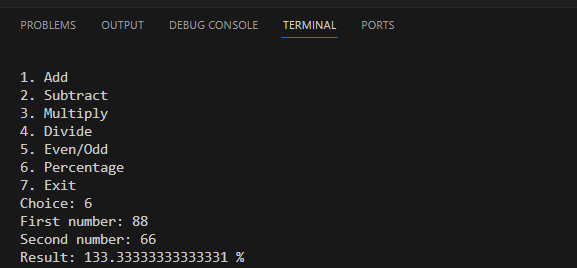 PROBLEMS OUTPUT DEBUG CONSOLE TERMINAL PORTS
1. Add
2. Subtract
3. Multiply
4. Divide
5. Even/Odd
6. Percentage
7. Exit
Choice: 6
First number: 88
Second number: 66
Result: 133.33333333333331 %